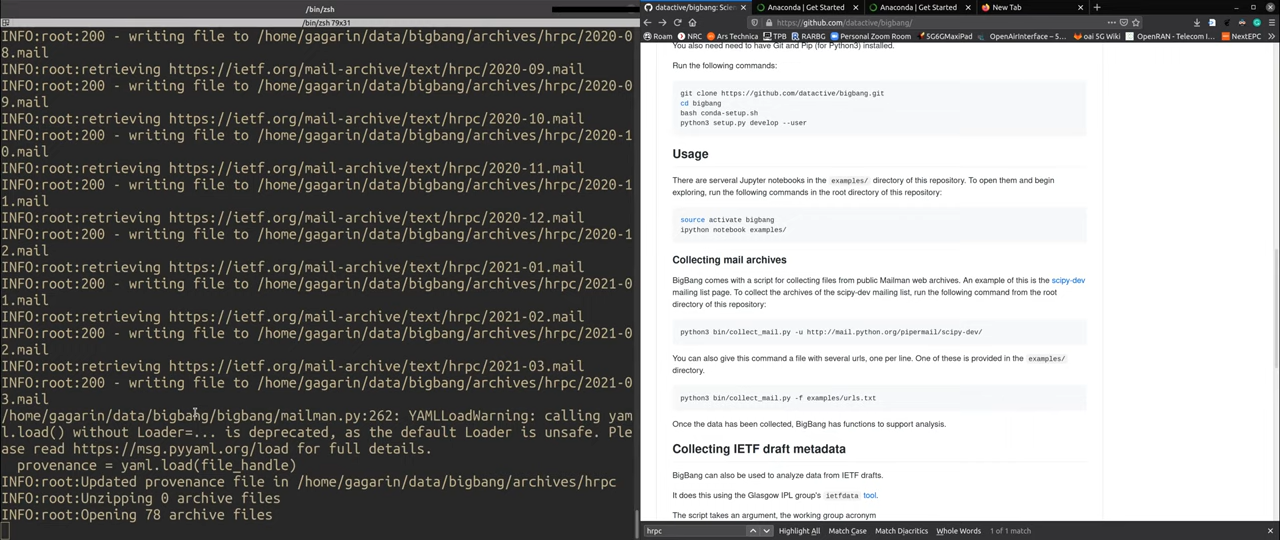 /bin/zsh
/bin/zsh 79x31
INFO:root:200 - writing file to /home/gagarin/data/bigbang/archives/hrpc/2020-0
8.mail
INFO:root:retrieving https://ietf.org/mail-archive/text/hrpc/2020-09.mail
INFO:root:200 - writing file to /home/gagarin/data/bigbang/archives/hrpc/2020-0
9.mail
INFO:root:retrieving https://ietf.org/mail-archive/text/hrpc/2020-10.mail
INFO:root:200 - writing file to /home/gagarin/data/bigbang/archives/hrpc/2020-1
0.mail
INFO:root:retrieving https://ietf.org/mail-archive/text/hrpc/2020-11.mail
INFO:root:200 - writing file to /home/gagarin/data/bigbang/archives/hrpc/2020-1
1.mail
INFO:root:retrieving https://ietf.org/mail-archive/text/hrpc/2020-12.mail
INFO:root:200 - writing file to /home/gagarin/data/bigbang/archives/hrpc/2020-1
2.mail
INFO:root:retrieving https://ietf.org/mail-archive/text/hrpc/2021-01.mail
INFO:root:200 - writing file to /home/gagarin/data/bigbang/archives/hrpc/2021-0
1.mail
INFO:root:retrieving https://ietf.org/mail-archive/text/hrpc/2021-02.mail
INFO:root:200 - writing file to /home/gagarin/data/bigbang/archives/hrpc/2021-0
2.mail
INFO:root:retrieving https://ietf.org/mail-archive/text/hrpc/2021-03.mail
INFO:root:200 - writing file to /home/gagarin/data/bigbang/archives/hrpc/2021-0
3.mail
/home/gagarin/data/bigbang/bigbang/mailman.py:262: YAMLLoadWarning: calling yam
l.load() without Loader=... is deprecated, as the default Loader is unsafe. Ple
ase read https://msg.pyyaml.org/load for full details.
provenance = yaml.load(file_handle)
INFO:root:Updated provenance file in /home/gagarin/data/bigbang/archives/hrpc
INFO:root:Unzipping 0 archive files
INFO:root:Opening 78 archive files
datactive/bigbang: Scien
Anaconda | Get Started
Anaconda | Get Started
New Tab
https://github.com/datactive/bigbang/
Roam
IETF
NRC
Ars Technica
TPB
RARBG
Personal Zoom Room
SG6GMaxiPad
OpenAirInterface – S...
oai 5G WiKi
OpenRAN - Telecom I...
NextEPC
You also need need to have Git and Pip (for Python3) installed.
Run the following commands:
git clone https://github.com/datactive/bigbang.git
cd bigbang
bash conda-setup.sh
python3 setup.py develop --user
Usage
There are serveral Jupyter notebooks in the examples/ directory of this repository. To open them and begin
exploring, run the following commands in the root directory of this repository:
source activate bigbang
ipython notebook examples/
Collecting mail archives
BigBang comes with a script for collecting files from public Mailman web archives. An example of this is the scipy-dev
mailing list page. To collect the archives of the scipy-dev mailing list, run the following command from the root
directory of this repository:
python3 bin/collect_mail.py -u http://mail.python.org/pipermail/scipy-dev/
You can also give this command a file with several urls, one per line. One of these is provided in the examples/
directory.
python3 bin/collect_mail.py -f examples/urls.txt
Once the data has been collected, BigBang has functions to support analysis.
Collecting IETF draft metadata
BigBang can also be used to analyze data from IETF drafts.
It does this using the Glasgow IPL group's ietfdata tool.
The script takes an argument, the working group acronym
hrpc
Highlight All
Match Case
Match Diacritics
Whole Words
1 of 1 match